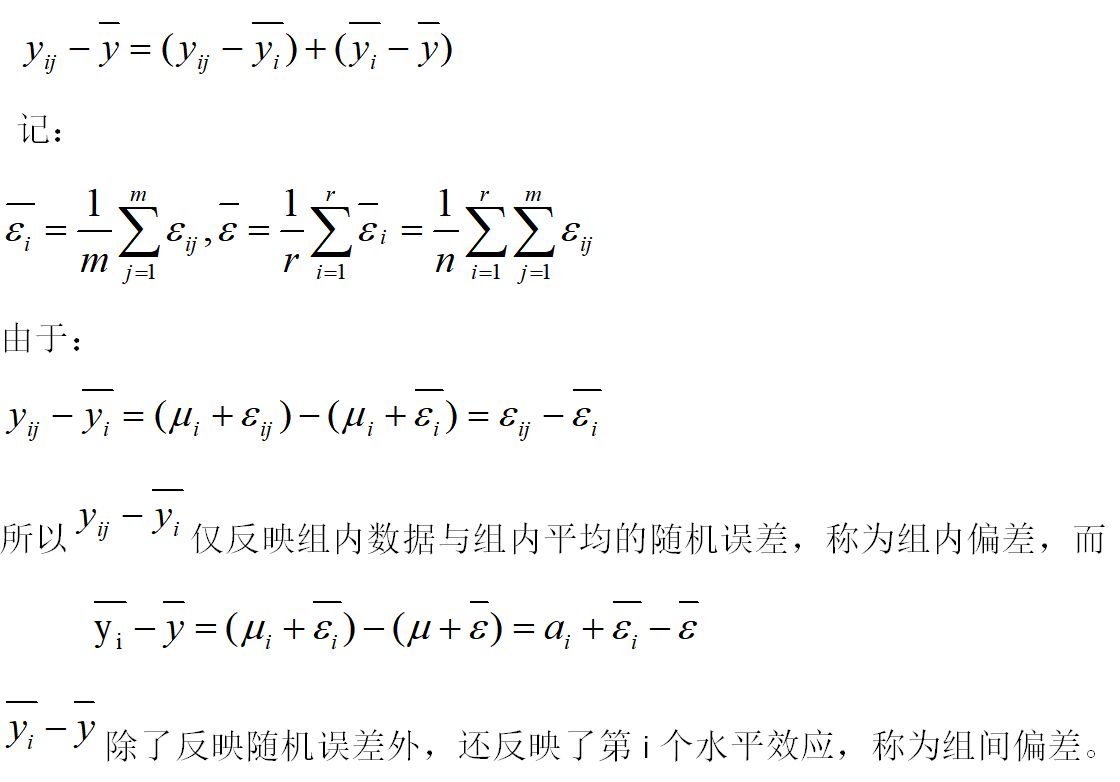 $y_{ij} - \overline{y} = (y_{ij} - \overline{y_i}) + (\overline{y_i} - \overline{y})$
记：
$\overline{\varepsilon_i} = \frac{1}{m}\sum_{j=1}^{m}\varepsilon_{ij}, \overline{\varepsilon} = \frac{1}{r}\sum_{i=1}^{r}\overline{\varepsilon}_i = \frac{1}{n}\sum_{i=1}^{r}\sum_{j=1}^{m}\varepsilon_{ij}$
由于：
$y_{ij} - \overline{y_i} = (\mu_i + \varepsilon_{ij}) - (\mu_i + \overline{\varepsilon_i}) = \varepsilon_{ij} - \overline{\varepsilon_i}$
所以 $y_{ij} - \overline{y_i}$ 仅反映组内数据与组内平均的随机误差，称为组内偏差，而
$\overline{\mathrm{y_i}} - \overline{y} = (\mu_i + \overline{\varepsilon_i}) - (\mu + \overline{\varepsilon}) = a_i + \overline{\varepsilon_i} - \overline{\varepsilon}$
$\overline{y_i} - \overline{y}$ 除了反映随机误差外，还反映了第 i 个水平效应，称为组间偏差。